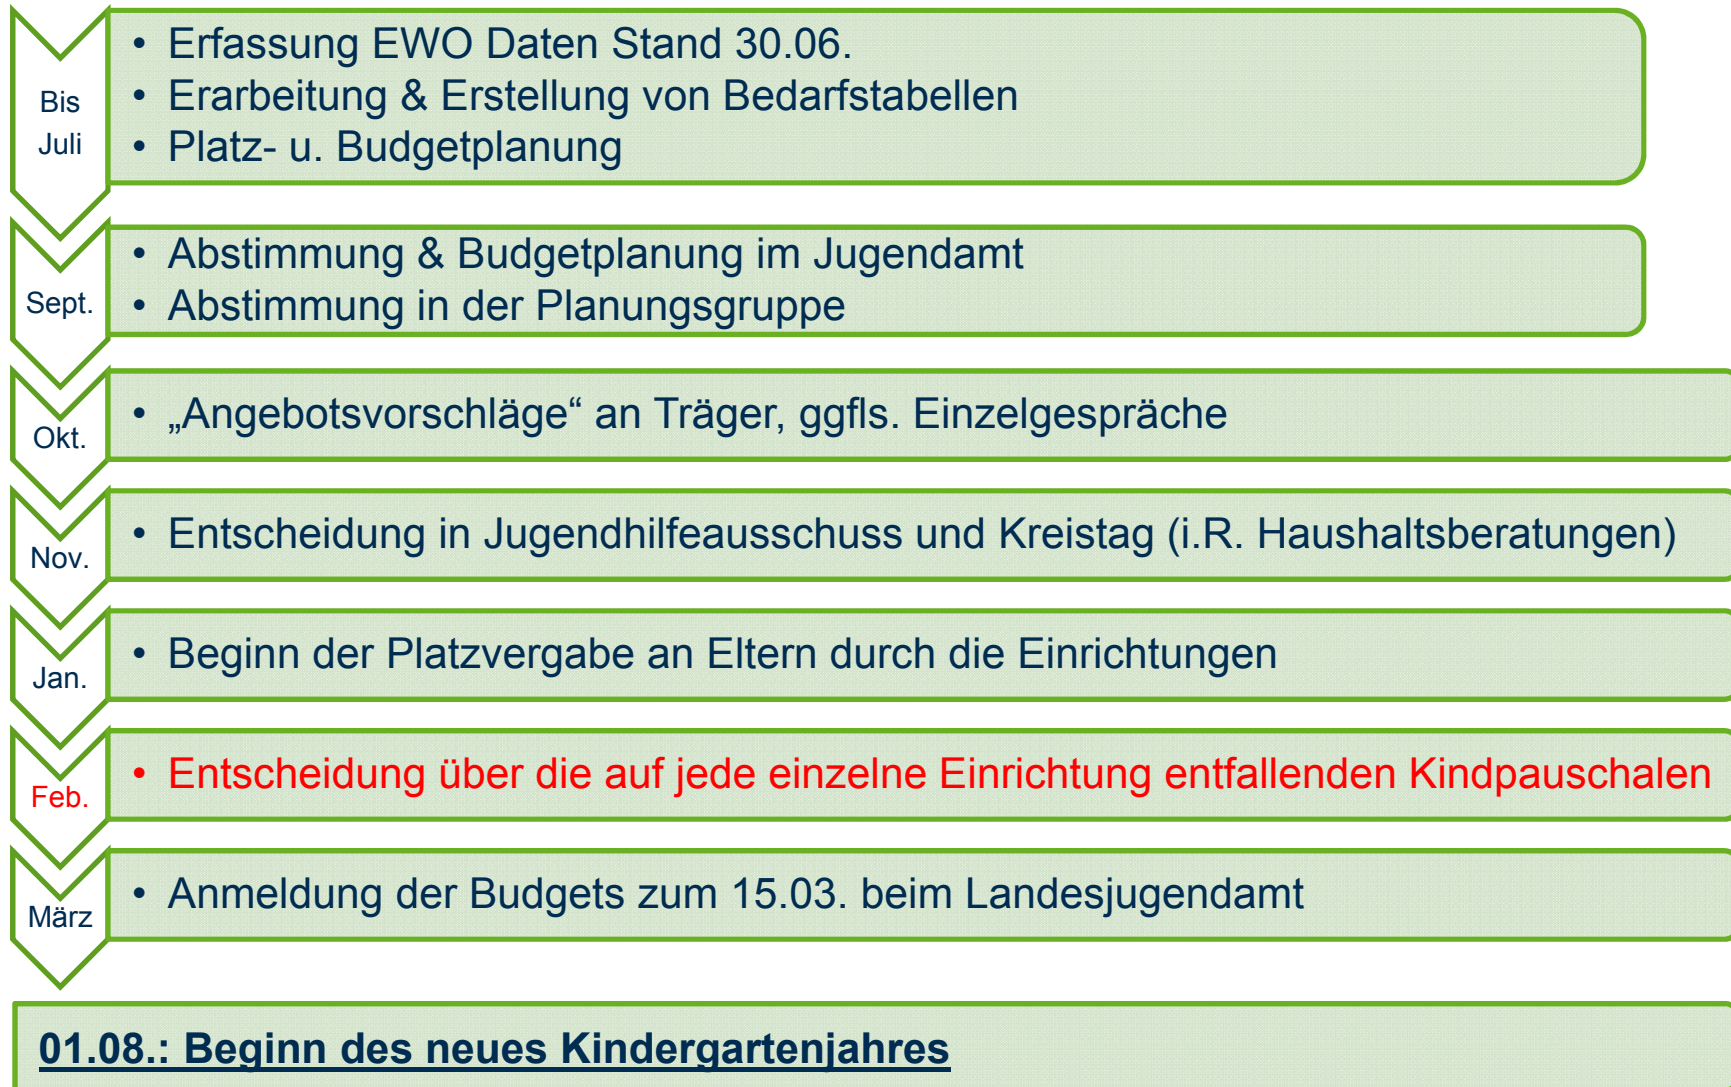 Bis
Juli
• Erfassung EWO Daten Stand 30.06.
• Erarbeitung & Erstellung von Bedarfstabellen
• Platz- u. Budgetplanung
Sept.
• Abstimmung & Budgetplanung im Jugendamt
• Abstimmung in der Planungsgruppe
Okt.
• „Angebotsvorschläge“ an Träger, ggfls. Einzelgespräche
Nov.
• Entscheidung in Jugendhilfeausschuss und Kreistag (i.R. Haushaltsberatungen)
Jan.
• Beginn der Platzvergabe an Eltern durch die Einrichtungen
Feb.
• Entscheidung über die auf jede einzelne Einrichtung entfallenden Kindpauschalen
März
• Anmeldung der Budgets zum 15.03. beim Landesjugendamt
01.08.: Beginn des neues Kindergartenjahres